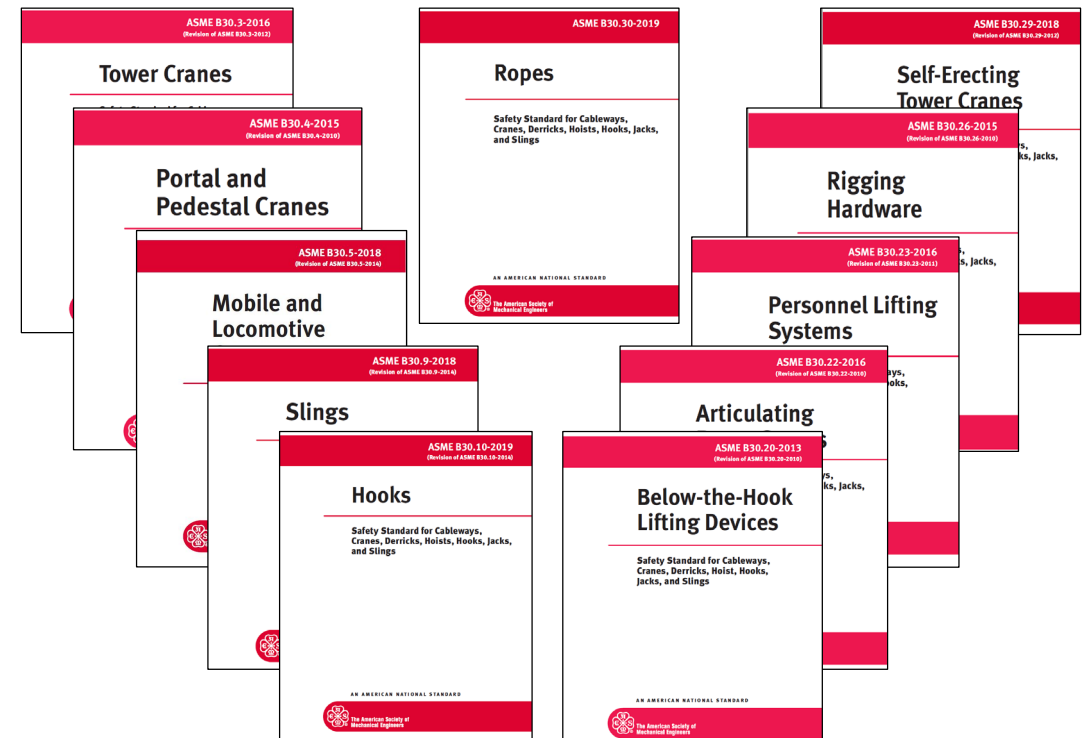 ASME B30.3-2016
(Revision of ASME B30.3-2012)
Tower Cranes
ASME B30.4-2015
(Revision of ASME B30.4-2010)
Portal and
Pedestal Cranes
ASME B30.5-2018
(Revision of ASME B30.5-2014)
Mobile and
Locomotive
ASME B30.9-2018
(Revision of ASME B30.9-2014)
Slings
ASME B30.10-2019
(Revision of ASME B30.10-2014)
Hooks
Safety Standard for Cableways,
Cranes, Derricks, Hoists, Hooks, Jacks,
and Slings
AN AMERICAN NATIONAL STANDARD
The American Society of
Mechanical Engineers
ASME B30.30-2019
Ropes
Safety Standard for Cableways,
Cranes, Derricks, Hoists, Hooks, Jacks,
and Slings
AN AMERICAN NATIONAL STANDARD
The American Society of
Mechanical Engineers
ASME B30.29-2018
(Revision of ASME B30.29-2012)
Self-Erecting
Tower Cranes
ks, Jacks,
ASME B30.26-2015
(Revision of ASME B30.26-2010)
Rigging
Hardware
s, Jacks,
ASME B30.23-2016
(Revision of ASME B30.23-2011)
Personnel Lifting
Systems
ays,
oks,
ASME B30.22-2016
(Revision of ASME B30.22-2010)
Articulating
ys,
ks, Jacks,
ASME B30.20-2013
(Revision of ASME B30.20-2010)
Below-the-Hook
Lifting Devices
Safety Standard for Cableways,
Cranes, Derricks, Hoist, Hooks,
Jacks, and Slings
AN AMERICAN NATIONAL STANDARD
The American Society of
Mechanical Engineers